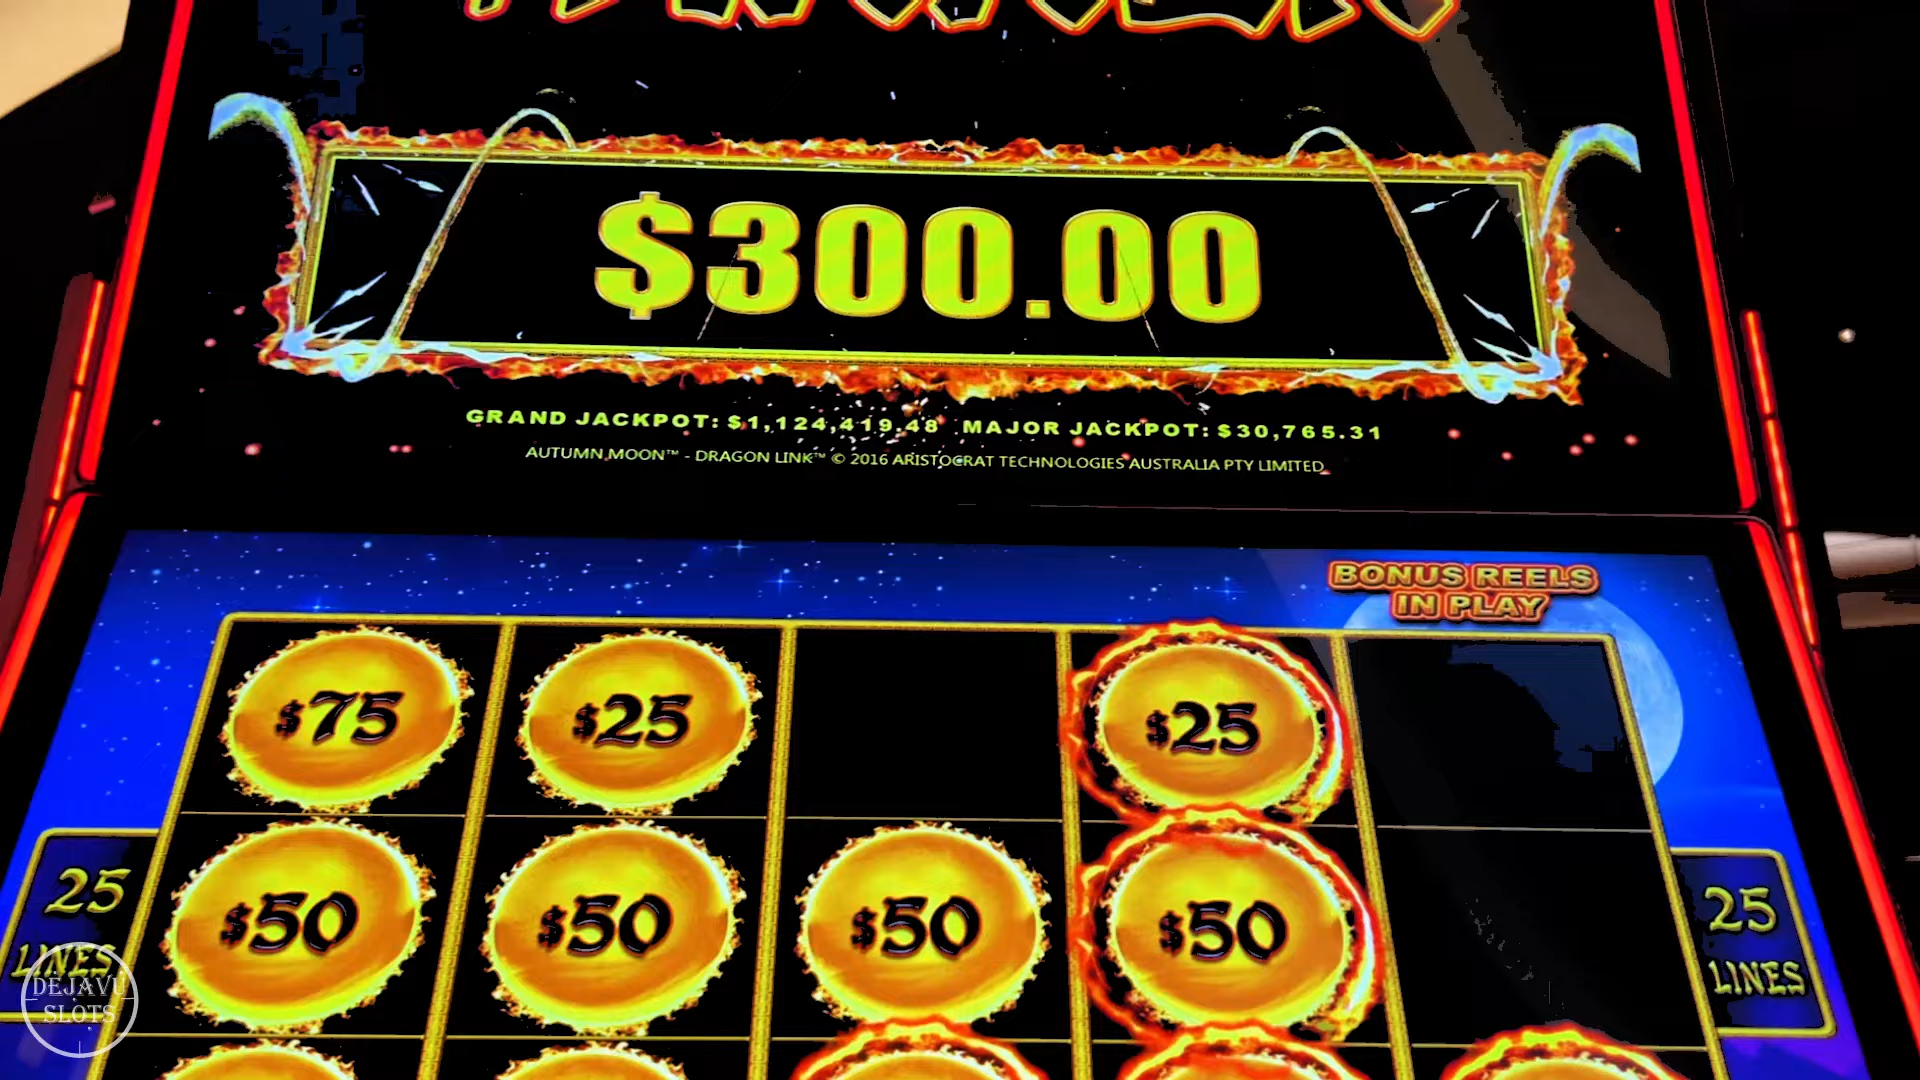 $300.00
GRAND JACKPOT: $1,124,419.48 MAJOR JACKPOT: $30,765.31
AUTUMN MOON™ - DRAGON LINK™ © 2016 ARISTOCRAT TECHNOLOGIES AUSTRALIA PTY LIMITED
BONUS REELS
IN PLAY
$75 $25 $25
$50 $50 $50 $50
25
LINES
25
LINES
DEJAVU
SLOTS